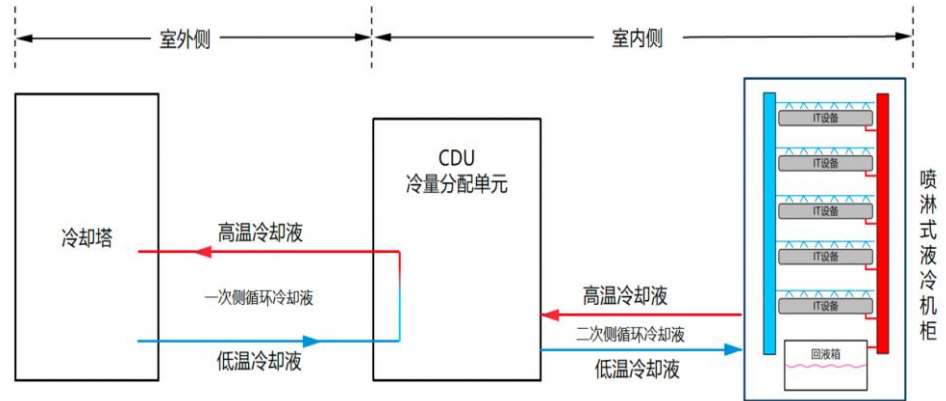 室外侧
室内侧
CDU
冷量分配单元
冷却塔
高温冷却液
一次侧循环冷却液
低温冷却液
高温冷却液
二次侧循环冷却液
低温冷却液
IT设备
IT设备
IT设备
IT设备
IT设备
回液箱
喷淋式液冷机柜